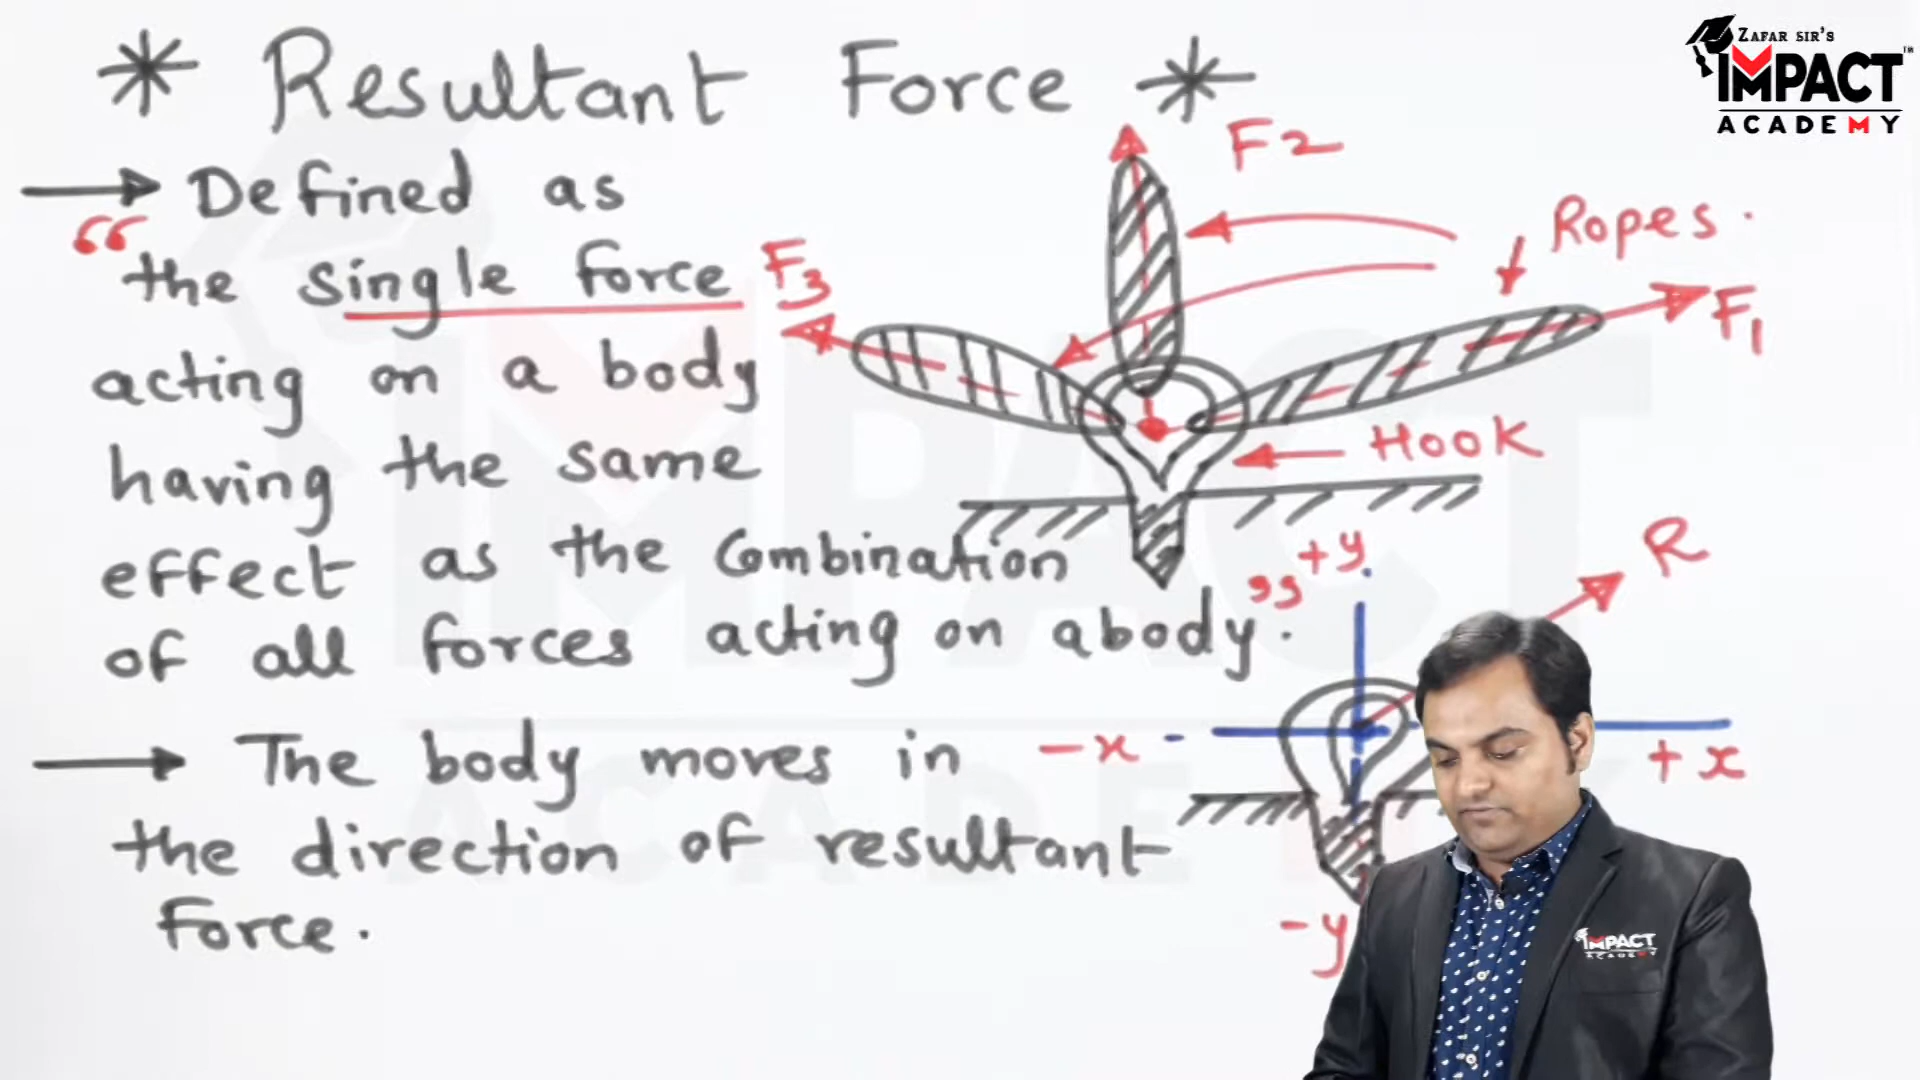 * Resultant Force *
→ Defined as
“the single force
acting on a body
having the same
effect as the Combination
of all forces acting on a body.”
→ The body moves in
the direction of resultant
force.
F2
Ropes.
F3
F1
Hook
R
+y
-x
+x
-y
ZAFAR SIR'S
IMPACT™
ACADEMY
IMPACT
ACADEMY
IMPACT
ACADEMY